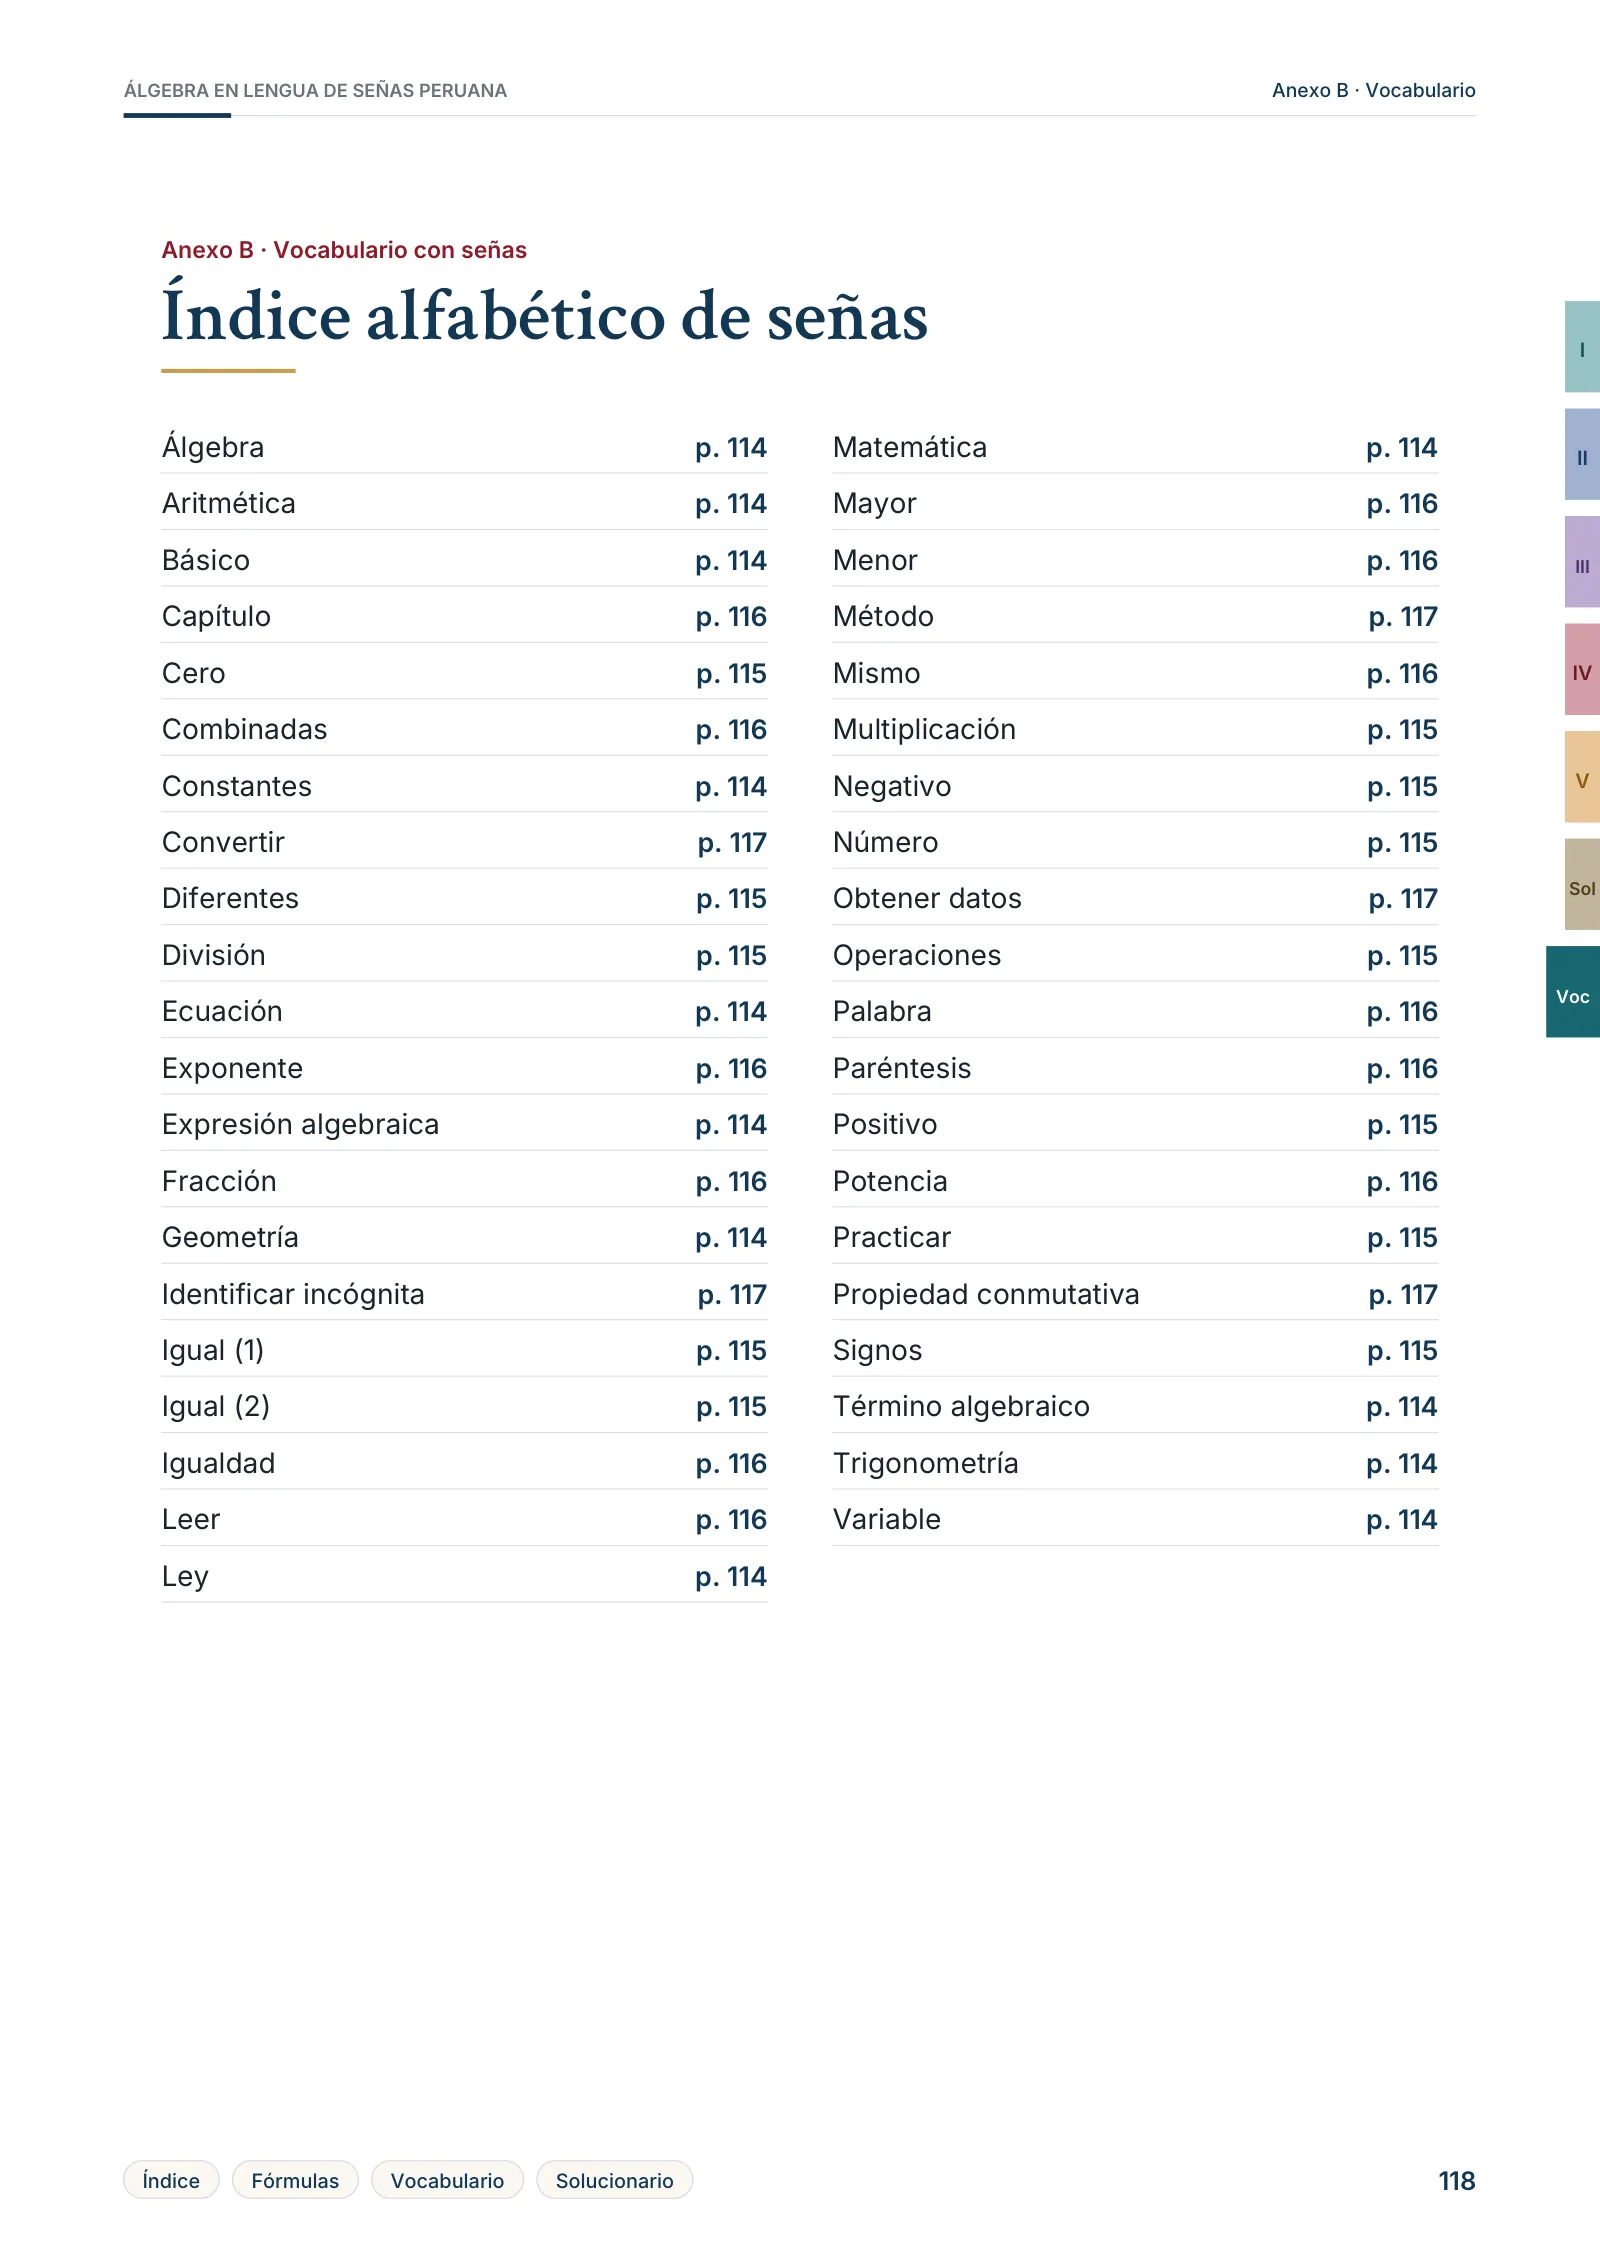 ÁLGEBRA EN LENGUA DE SEÑAS PERUANA
Anexo B · Vocabulario
Anexo B · Vocabulario con señas
Índice alfabético de señas
Álgebra p. 114
Aritmética p. 114
Básico p. 114
Capítulo p. 116
Cero p. 115
Combinadas p. 116
Constantes p. 114
Convertir p. 117
Diferentes p. 115
División p. 115
Ecuación p. 114
Exponente p. 116
Expresión algebraica p. 114
Fracción p. 116
Geometría p. 114
Identificar incógnita p. 117
Igual (1) p. 115
Igual (2) p. 115
Igualdad p. 116
Leer p. 116
Ley p. 114
Matemática p. 114
Mayor p. 116
Menor p. 116
Método p. 117
Mismo p. 116
Multiplicación p. 115
Negativo p. 115
Número p. 115
Obtener datos p. 117
Operaciones p. 115
Palabra p. 116
Paréntesis p. 116
Positivo p. 115
Potencia p. 116
Practicar p. 115
Propiedad conmutativa p. 117
Signos p. 115
Término algebraico p. 114
Trigonometría p. 114
Variable p. 114
I
II
III
IV
V
Sol
Voc
Índice
Fórmulas
Vocabulario
Solucionario
118